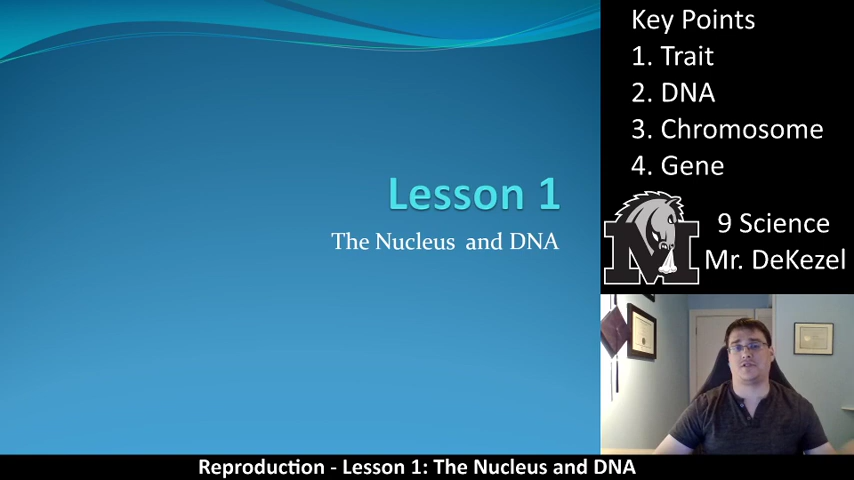 Lesson 1
The Nucleus and DNA
Key Points
1. Trait
2. DNA
3. Chromosome
4. Gene
M
9 Science
Mr. DeKezel
Reproduction - Lesson 1: The Nucleus and DNA